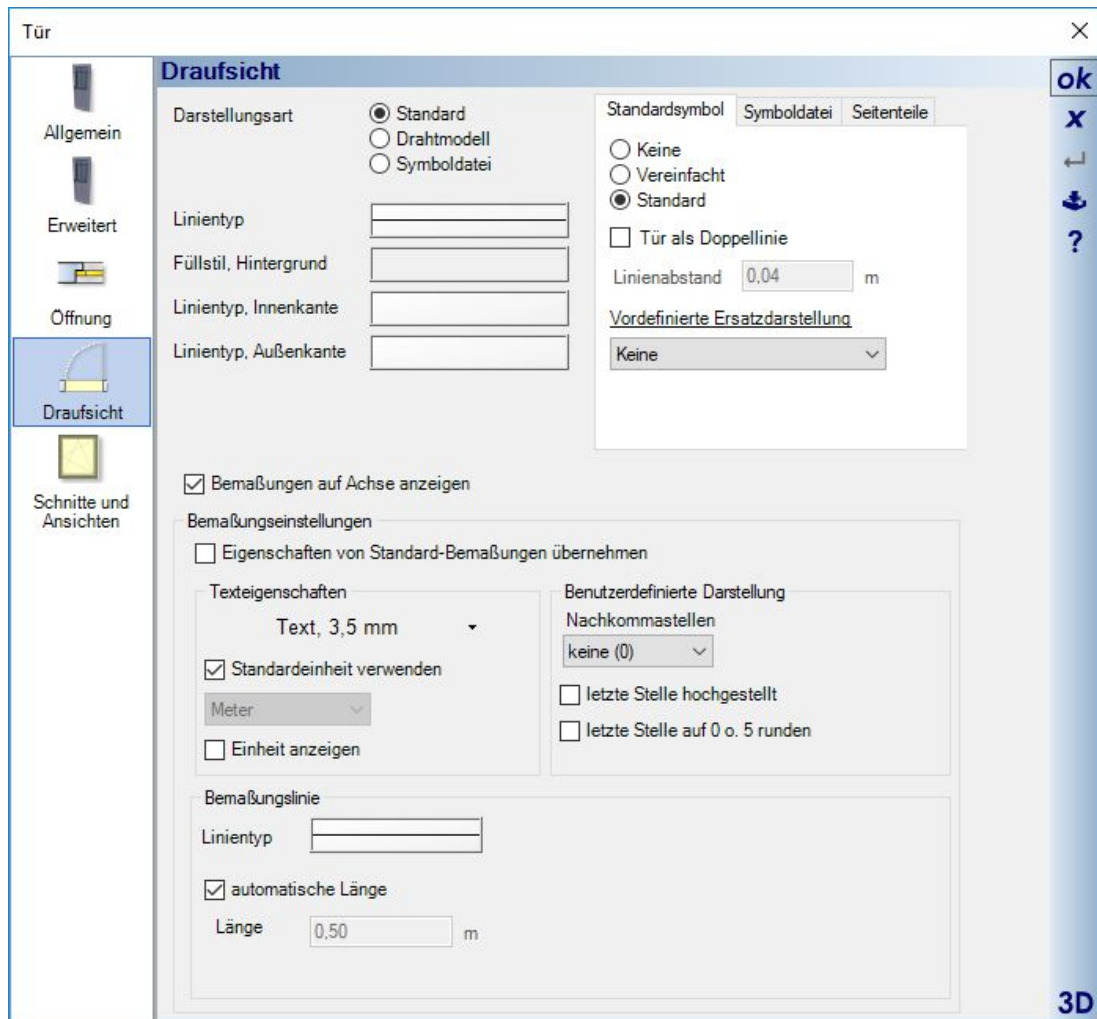 Tür
Allgemein
Erweitert
Öffnung
Draufsicht
Schnitte und
Ansichten
Draufsicht
Darstellungsart
Standard
Drahtmodell
Symboldatei
Linientyp
Füllstil, Hintergrund
Linientyp, Innenkante
Linientyp, Außenkante
Standardsymbol Symboldatei Seitenteile
Keine
Vereinfacht
Standard
Tür als Doppellinie
Linienabstand 0,04 m
Vordefinierte Ersatzdarstellung
Keine
Bemaßungen auf Achse anzeigen
Bemaßungseinstellungen
Eigenschaften von Standard-Bemaßungen übernehmen
Texteigenschaften
Text, 3,5 mm
Standardeinheit verwenden
Meter
Einheit anzeigen
Benutzerdefinierte Darstellung
Nachkommastellen
keine (0)
letzte Stelle hochgestellt
letzte Stelle auf 0 o. 5 runden
Bemaßungslinie
Linientyp
automatische Länge
Länge 0,50 m
ok
x
?
3D